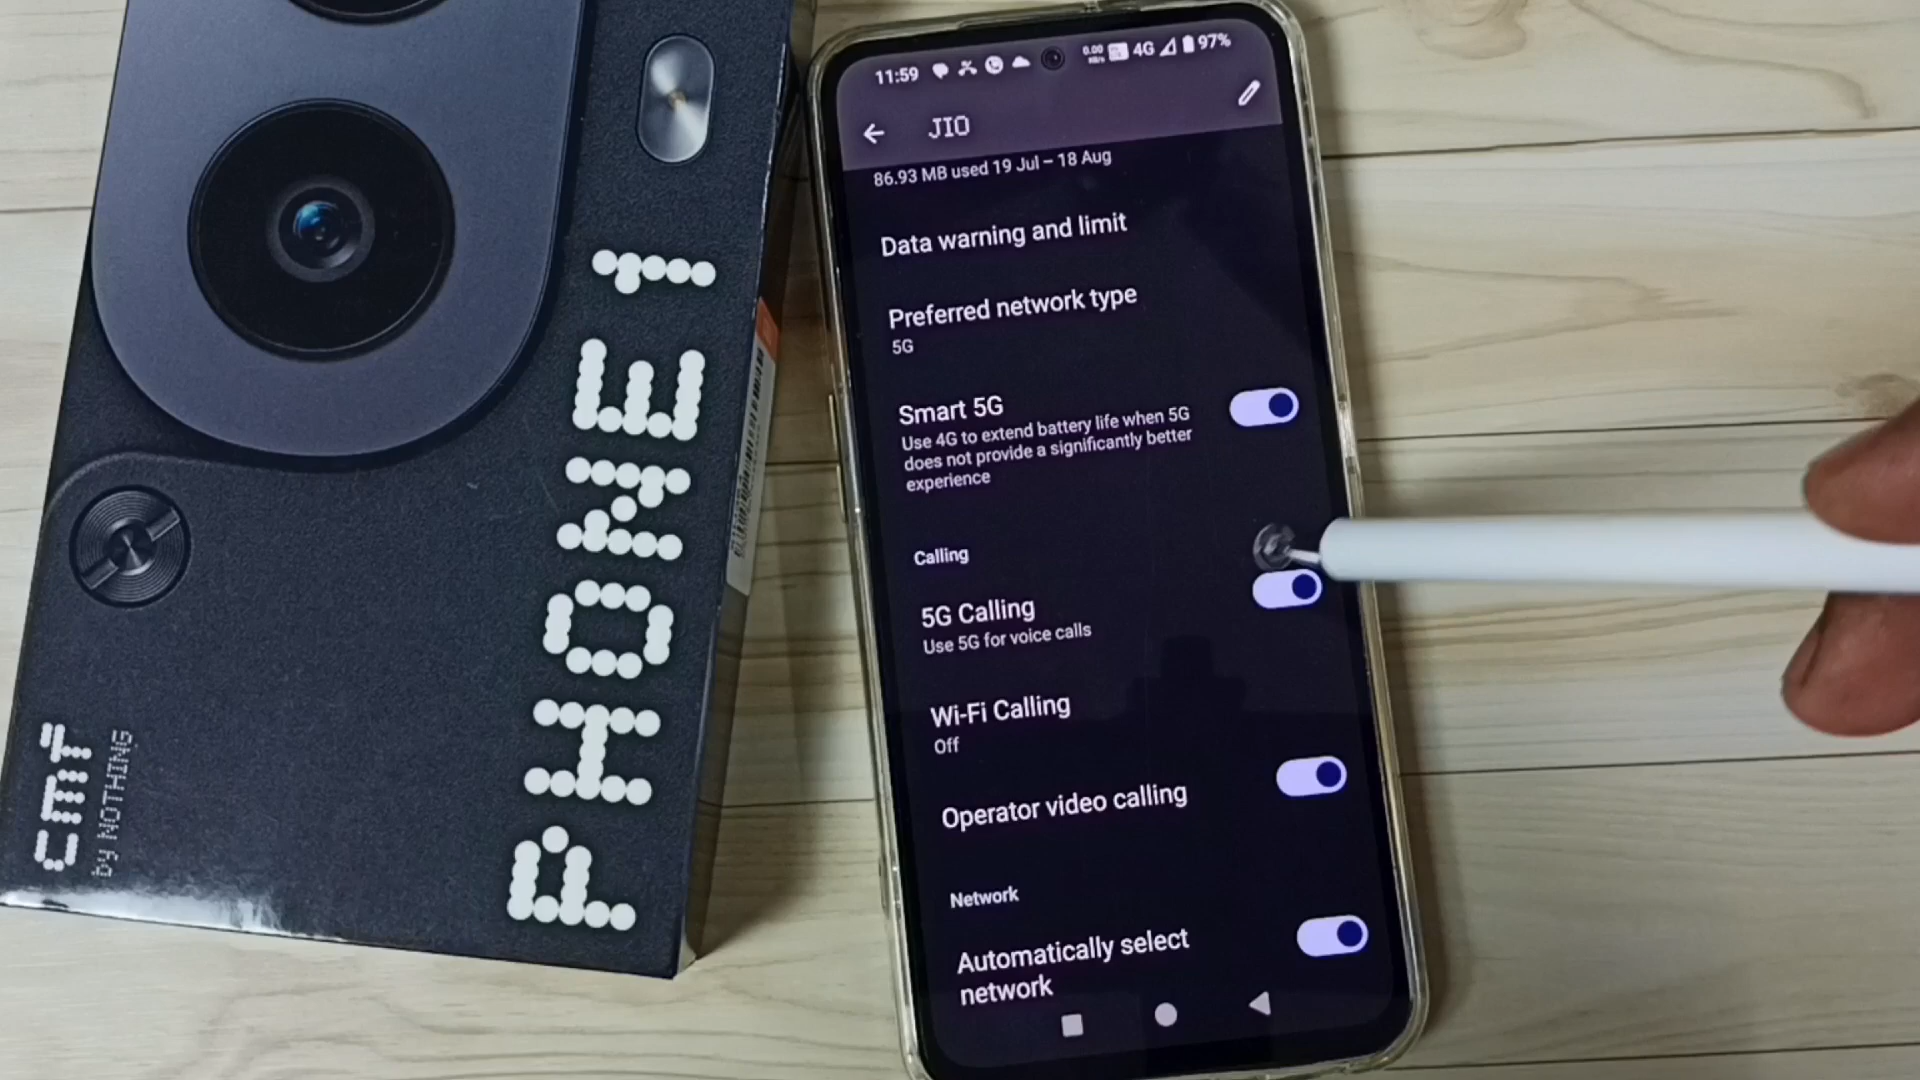 PHONE 1
cmf
by NOTHING
11:59
0.00
4G
97%
JIO
86.93 MB used 19 Jul – 18 Aug
Data warning and limit
Preferred network type
5G
Smart 5G
Use 4G to extend battery life when 5G
does not provide a significantly better
experience
Calling
5G Calling
Use 5G for voice calls
Wi-Fi Calling
Off
Operator video calling
Network
Automatically select
network